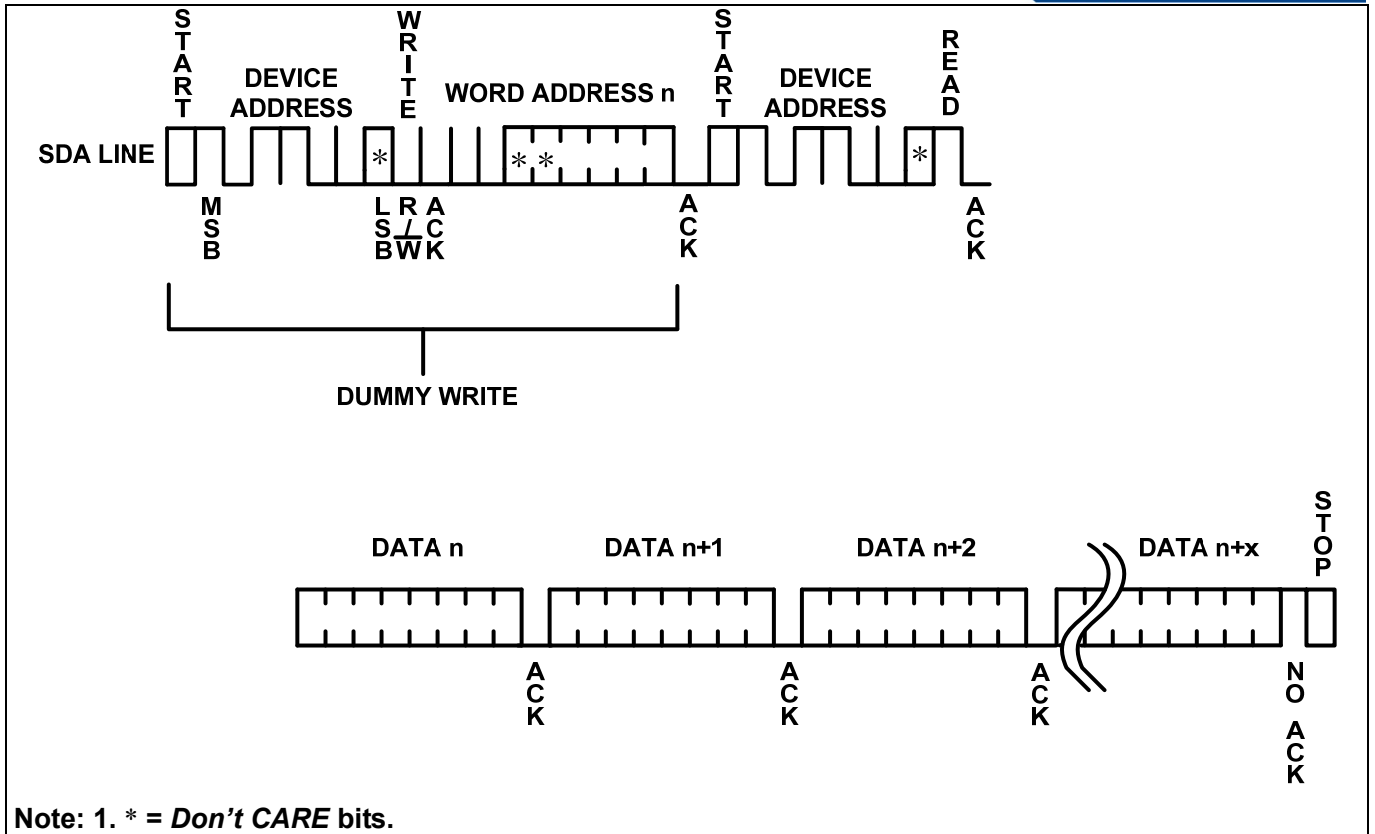 START
WRITE
START
READ
DEVICE ADDRESS
WORD ADDRESS n
DEVICE ADDRESS
SDA LINE
*
* *
*
MSB
LSB
R/W
ACK
ACK
ACK
DUMMY WRITE
STOP
DATA n
DATA n+1
DATA n+2
DATA n+x
ACK
ACK
ACK
NO ACK
Note: 1. * = Don't CARE bits.